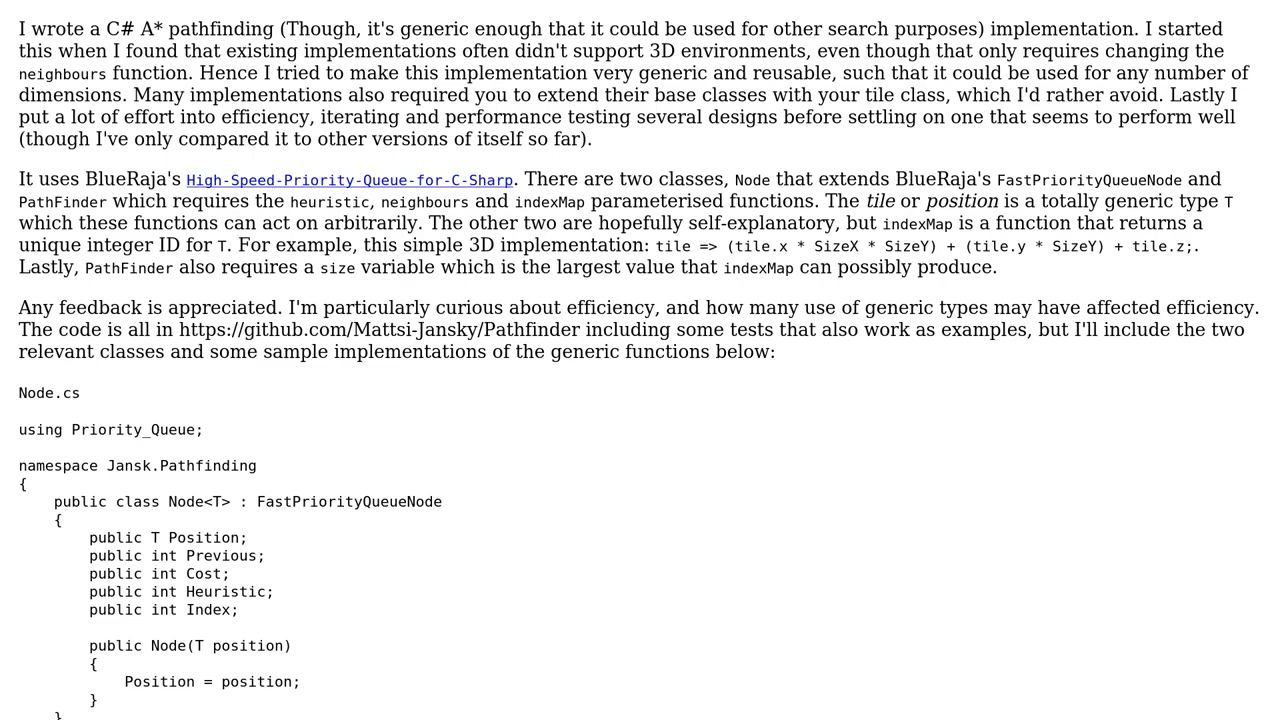 I wrote a C# A* pathfinding (Though, it's generic enough that it could be used for other search purposes) implementation. I started
this when I found that existing implementations often didn't support 3D environments, even though that only requires changing the
neighbours function. Hence I tried to make this implementation very generic and reusable, such that it could be used for any number of
dimensions. Many implementations also required you to extend their base classes with your tile class, which I'd rather avoid. Lastly I
put a lot of effort into efficiency, iterating and performance testing several designs before settling on one that seems to perform well
(though I've only compared it to other versions of itself so far).
It uses BlueRaja's High-Speed-Priority-Queue-for-C-Sharp. There are two classes, Node that extends BlueRaja's FastPriorityQueueNode and
PathFinder which requires the heuristic, neighbours and indexMap parameterised functions. The tile or position is a totally generic type T
which these functions can act on arbitrarily. The other two are hopefully self-explanatory, but indexMap is a function that returns a
unique integer ID for T. For example, this simple 3D implementation: tile => (tile.x * SizeX * SizeY) + (tile.y * SizeY) + tile.z;.
Lastly, PathFinder also requires a size variable which is the largest value that indexMap can possibly produce.
Any feedback is appreciated. I'm particularly curious about efficiency, and how many use of generic types may have affected efficiency.
The code is all in https://github.com/Mattsi-Jansky/Pathfinder including some tests that also work as examples, but I'll include the two
relevant classes and some sample implementations of the generic functions below:
Node.cs
using Priority_Queue;
namespace Jansk.Pathfinding
{
    public class Node<T> : FastPriorityQueueNode
    {
        public T Position;
        public int Previous;
        public int Cost;
        public int Heuristic;
        public int Index;
        public Node(T position)
        {
            Position = position;
        }
    }